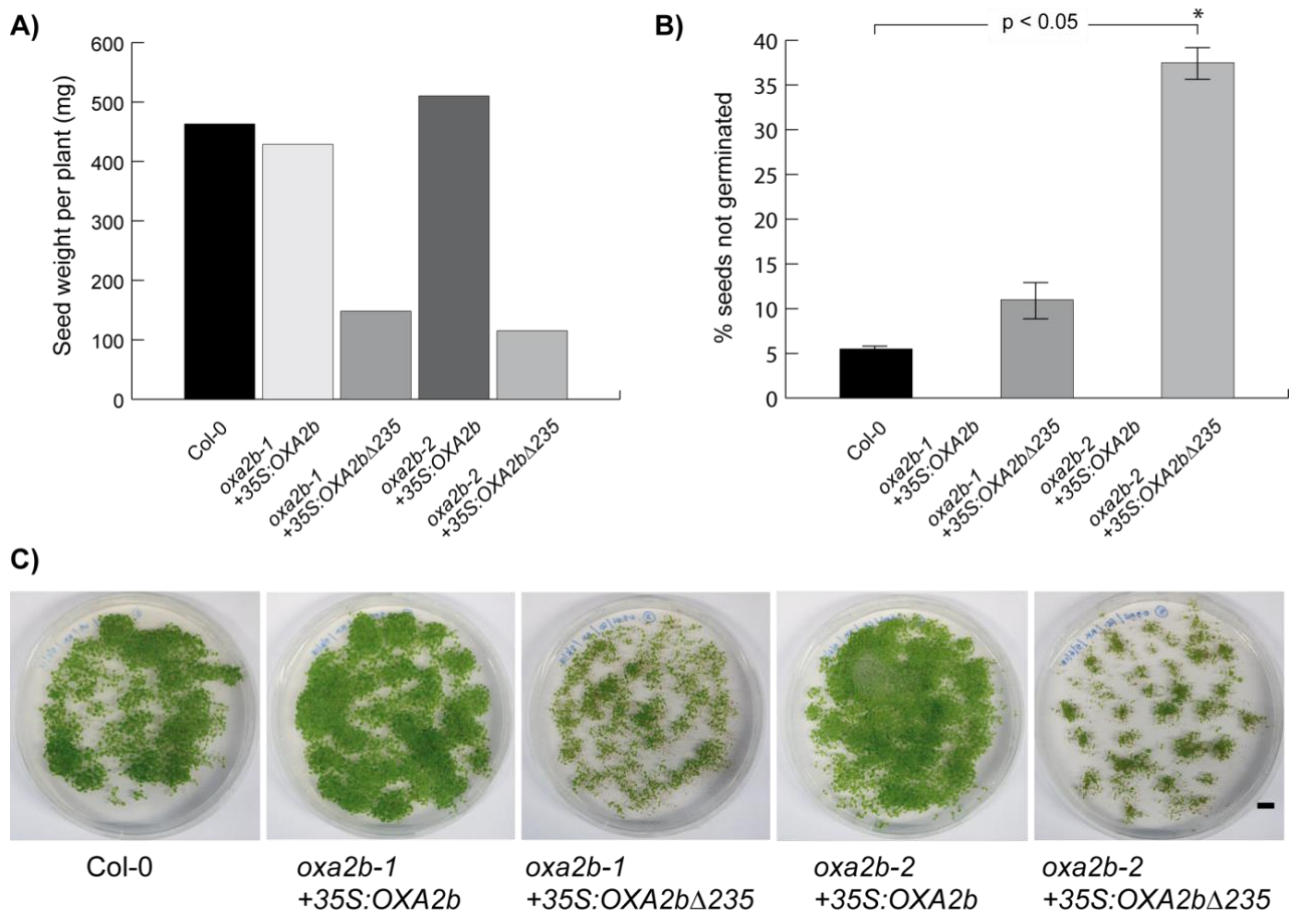 A)
Seed weight per plant (mg)
600
500
400
300
200
100
0
Col-0
oxa2b-1
+35S:OXA2b
oxa2b-1
+35S:OXA2bΔ235
oxa2b-2
+35S:OXA2b
oxa2b-2
+35S:OXA2bΔ235
B)
p < 0.05
*
% seeds not germinated
40
35
30
25
20
15
10
5
0
Col-0
oxa2b-1
+35S:OXA2b
oxa2b-1
+35S:OXA2bΔ235
oxa2b-2
+35S:OXA2b
oxa2b-2
+35S:OXA2bΔ235
C)
Col-0
oxa2b-1
+35S:OXA2b
oxa2b-1
+35S:OXA2bΔ235
oxa2b-2
+35S:OXA2b
oxa2b-2
+35S:OXA2bΔ235